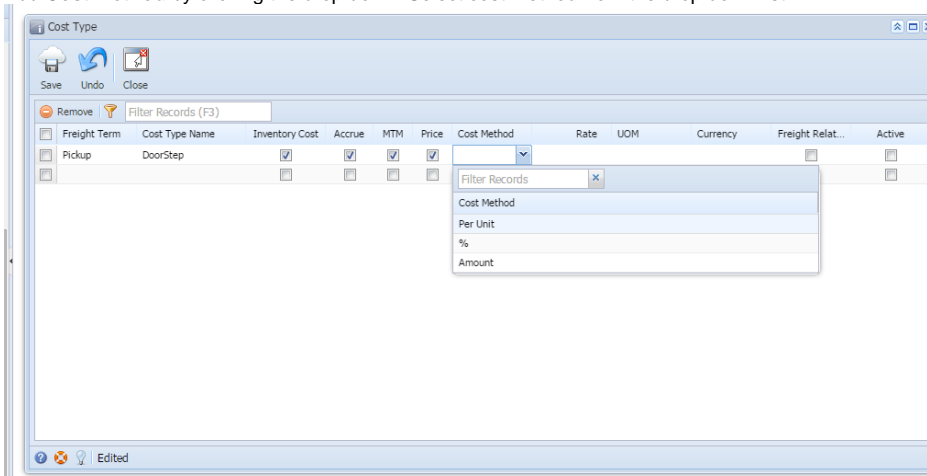 Cost Type
Save Undo Close
Remove Filter Records (F3)
Freight Term Cost Type Name Inventory Cost Accrue MTM Price Cost Method Rate UOM Currency Freight Relat... Active
Pickup DoorStep
Filter Records
Cost Method
Per Unit
%
Amount
Edited